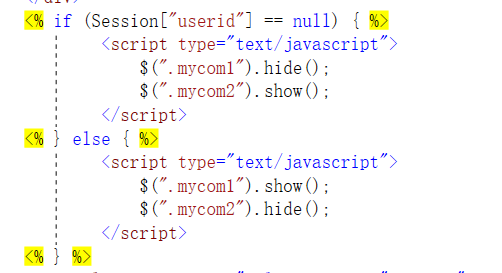 <% if (Session["userid"] == null) { %>
<script type="text/javascript">
$(".mycom1").hide();
$(".mycom2").show();
</script>
<% } else { %>
<script type="text/javascript">
$(".mycom1").show();
$(".mycom2").hide();
</script>
<% } %>